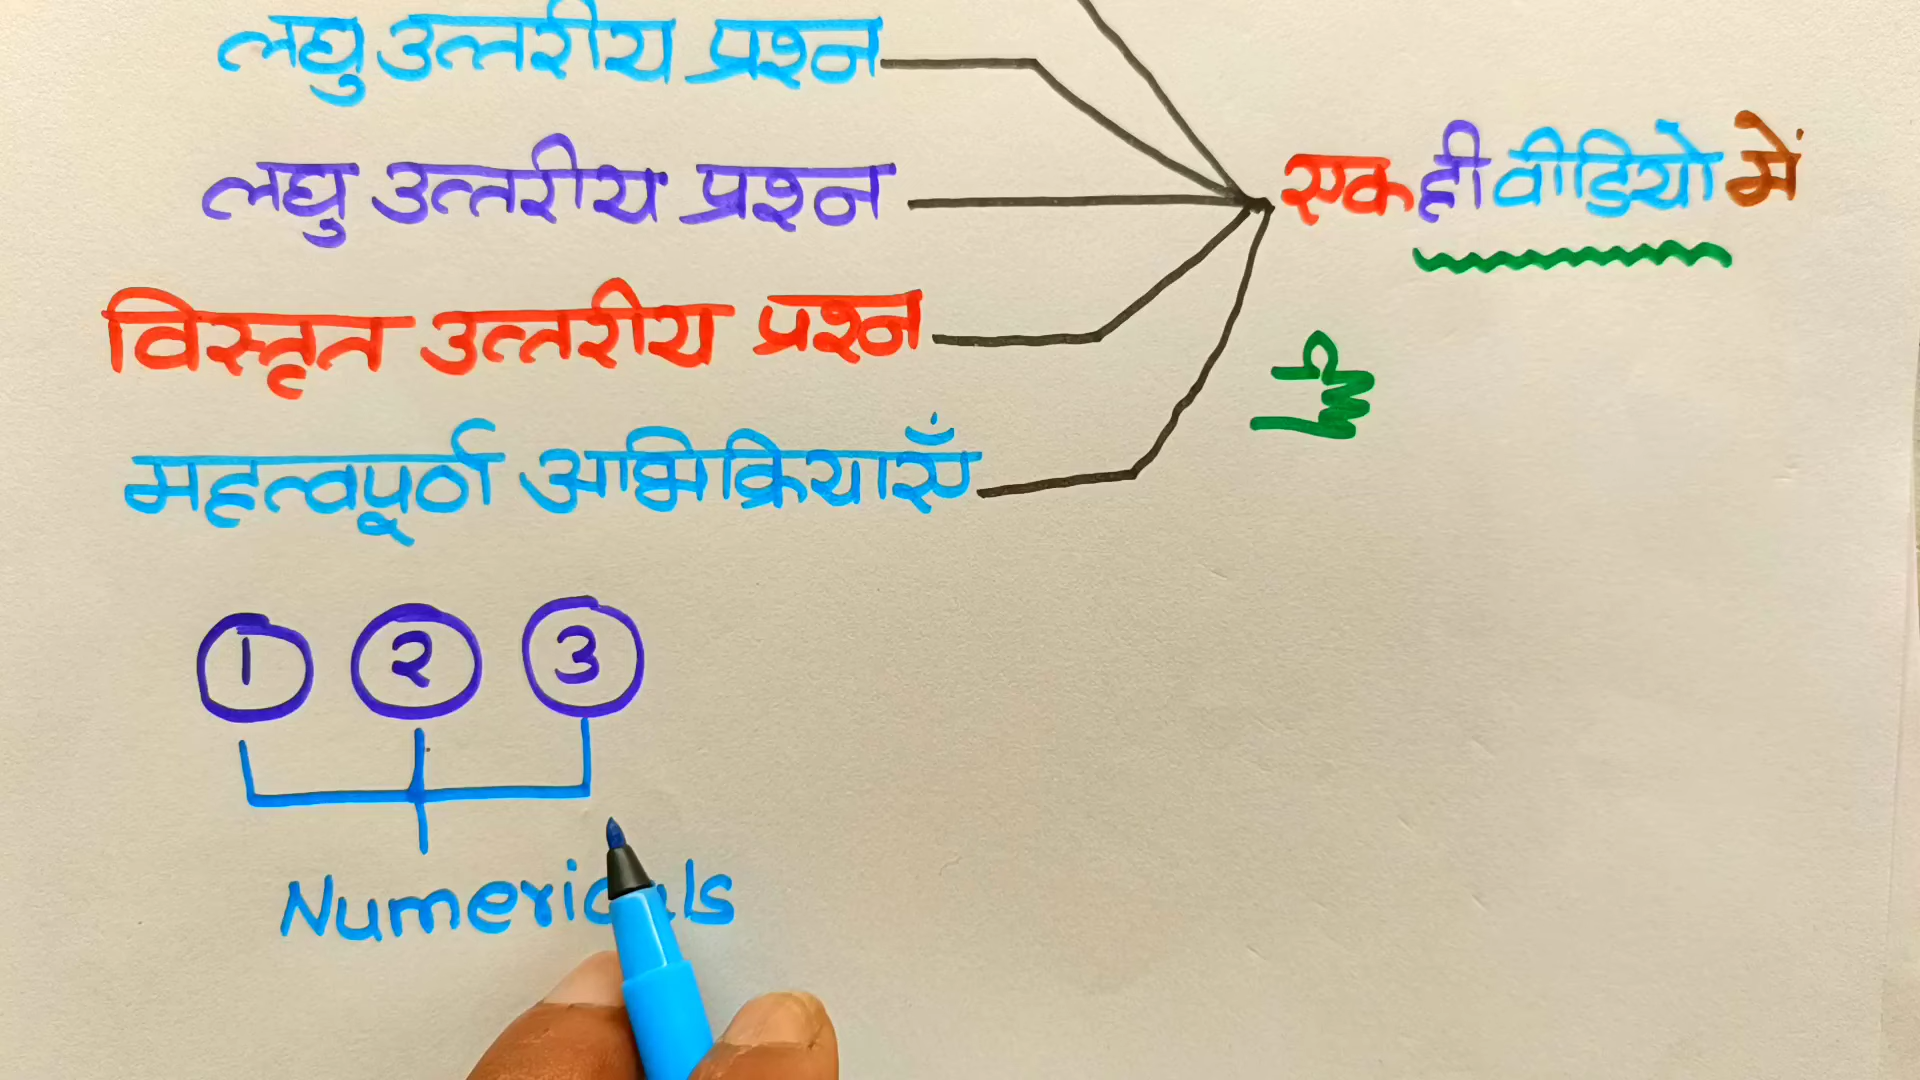 लघु उत्तरीय प्रश्न
लघु उत्तरीय प्रश्न
एक ही वीडियो में
विस्तृत उत्तरीय प्रश्न
महत्वपूर्ण अभिक्रियाएँ
1 2 3
Numericals